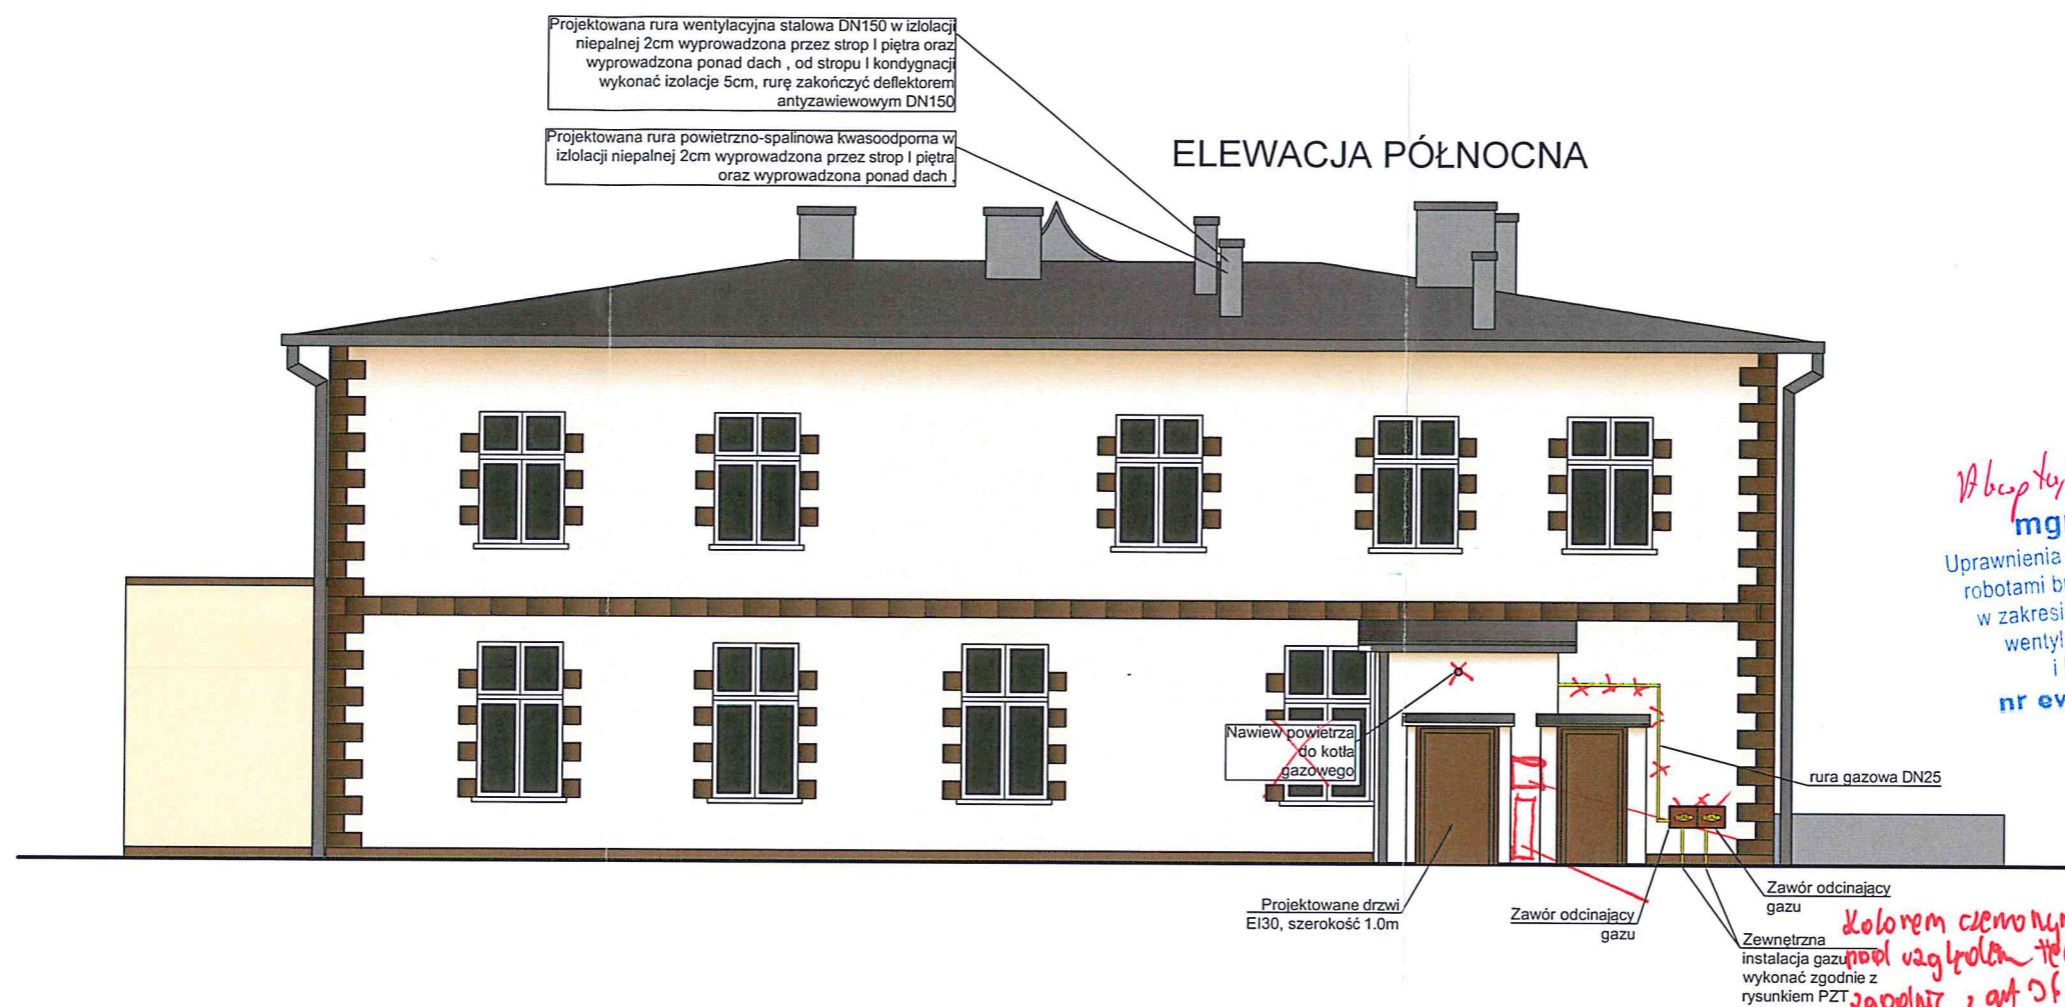 Projektowana rura wentylacyjna stalowa DN150 w izlolacji
niepalnej 2cm wyprowadzona przez strop I piętra oraz
wyprowadzona ponad dach , od stropu I kondygnacji
wykonać izolacje 5cm, rurę zakończyć deflektorem
antyzawiewowym DN150
Projektowana rura powietrzno-spalinowa kwasoodporna w
izlolacji niepalnej 2cm wyprowadzona przez strop I piętra
oraz wyprowadzona ponad dach ,
ELEWACJA PÓŁNOCNA
mg
Uprawnienia
robotami b
w zakresi
wentyl
i
nr ew
Nawiew powietrza
do kotła
gazowego
rura gazowa DN25
Projektowane drzwi
EI30, szerokość 1.0m
Zawór odcinający
gazu
Zawór odcinający
gazu
Zewnętrzna
instalacja gazu
wykonać zgodnie z
rysunkiem PZT
Kolorem czerwonym
pod względem